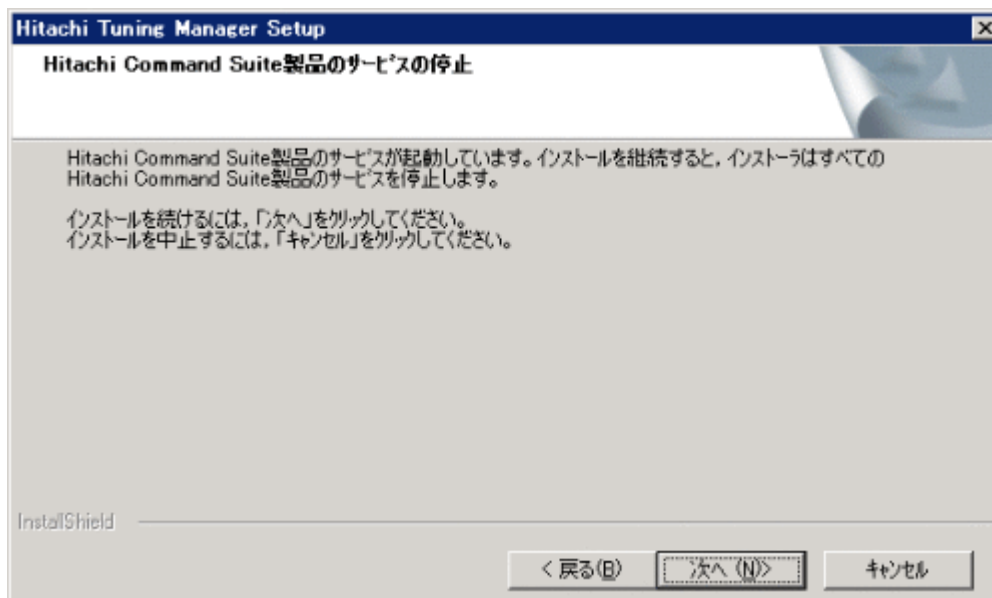 Hitachi Tuning Manager Setup
Hitachi Command Suite製品のサービスの停止
Hitachi Command Suite製品のサービスが起動しています。インストールを継続すると，インストーラはすべての
Hitachi Command Suite製品のサービスを停止します。
インストールを続けるには，「次へ」をクリックしてください。
インストールを中止するには，「キャンセル」をクリックしてください。
InstallShield
< 戻る(B)
次へ (N)>
キャンセル